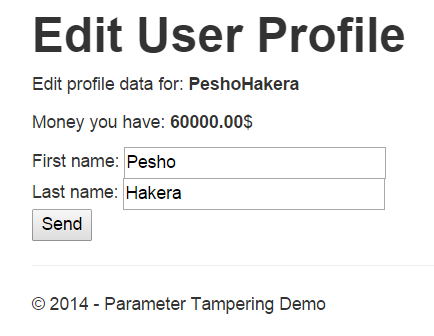 Edit User Profile
Edit profile data for: PeshoHakera
Money you have: 60000.00$
First name: Pesho
Last name: Hakera
Send
© 2014 - Parameter Tampering Demo